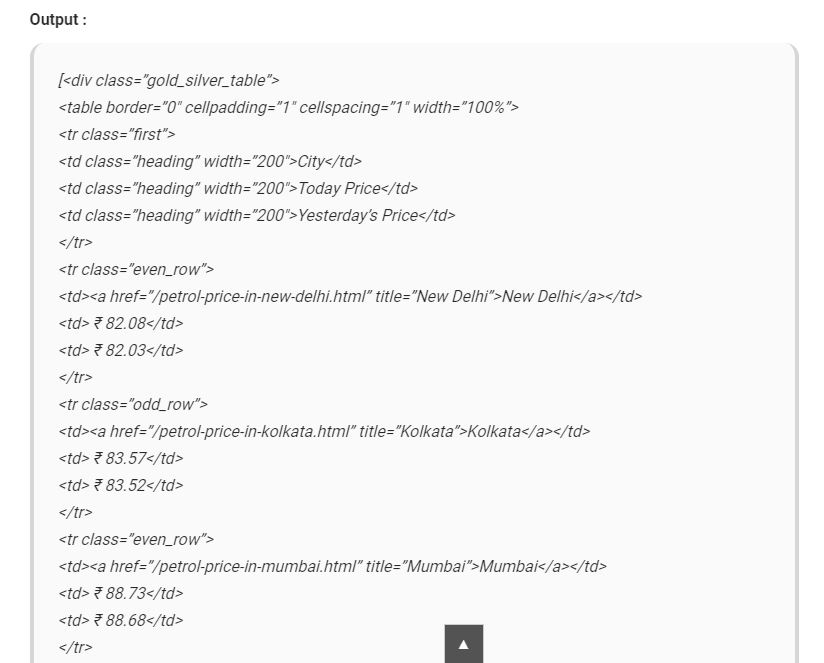 Output :
[<div class=”gold_silver_table”>
<table border=”0″ cellpadding=”1″ cellspacing=”1″ width=”100%”>
<tr class=”first”>
<td class=”heading” width=”200″>City</td>
<td class=”heading” width=”200″>Today Price</td>
<td class=”heading” width=”200″>Yesterday’s Price</td>
</tr>
<tr class=”even_row”>
<td><a href=”/petrol-price-in-new-delhi.html” title=”New Delhi”>New Delhi</a></td>
<td> ₹ 82.08</td>
<td> ₹ 82.03</td>
</tr>
<tr class=”odd_row”>
<td><a href=”/petrol-price-in-kolkata.html” title=”Kolkata”>Kolkata</a></td>
<td> ₹ 83.57</td>
<td> ₹ 83.52</td>
</tr>
<tr class=”even_row”>
<td><a href=”/petrol-price-in-mumbai.html” title=”Mumbai”>Mumbai</a></td>
<td> ₹ 88.73</td>
<td> ₹ 88.68</td>
</tr>